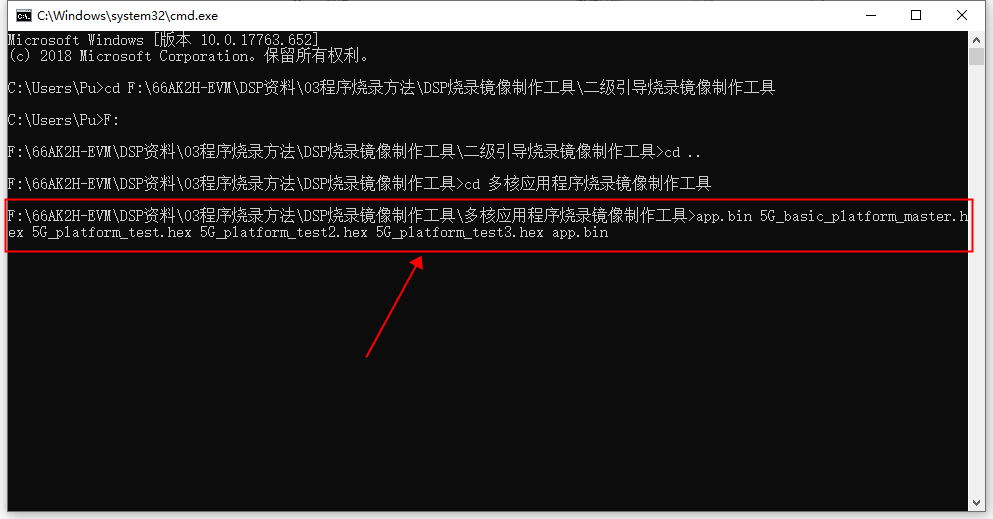 C:\Windows\system32\cmd.exe
Microsoft Windows [版本 10.0.17763.652]
(c) 2018 Microsoft Corporation。保留所有权利。
C:\Users\Pu>cd F:\66AK2H-EVM\DSP资料\03程序烧录方法\DSP烧录镜像制作工具\二级引导烧录镜像制作工具
C:\Users\Pu>F:
F:\66AK2H-EVM\DSP资料\03程序烧录方法\DSP烧录镜像制作工具\二级引导烧录镜像制作工具>cd ..
F:\66AK2H-EVM\DSP资料\03程序烧录方法\DSP烧录镜像制作工具>cd 多核应用程序烧录镜像制作工具
F:\66AK2H-EVM\DSP资料\03程序烧录方法\DSP烧录镜像制作工具\多核应用程序烧录镜像制作工具>app.bin 5G_basic_platform_master.h
ex 5G_platform_test.hex 5G_platform_test2.hex 5G_platform_test3.hex app.bin